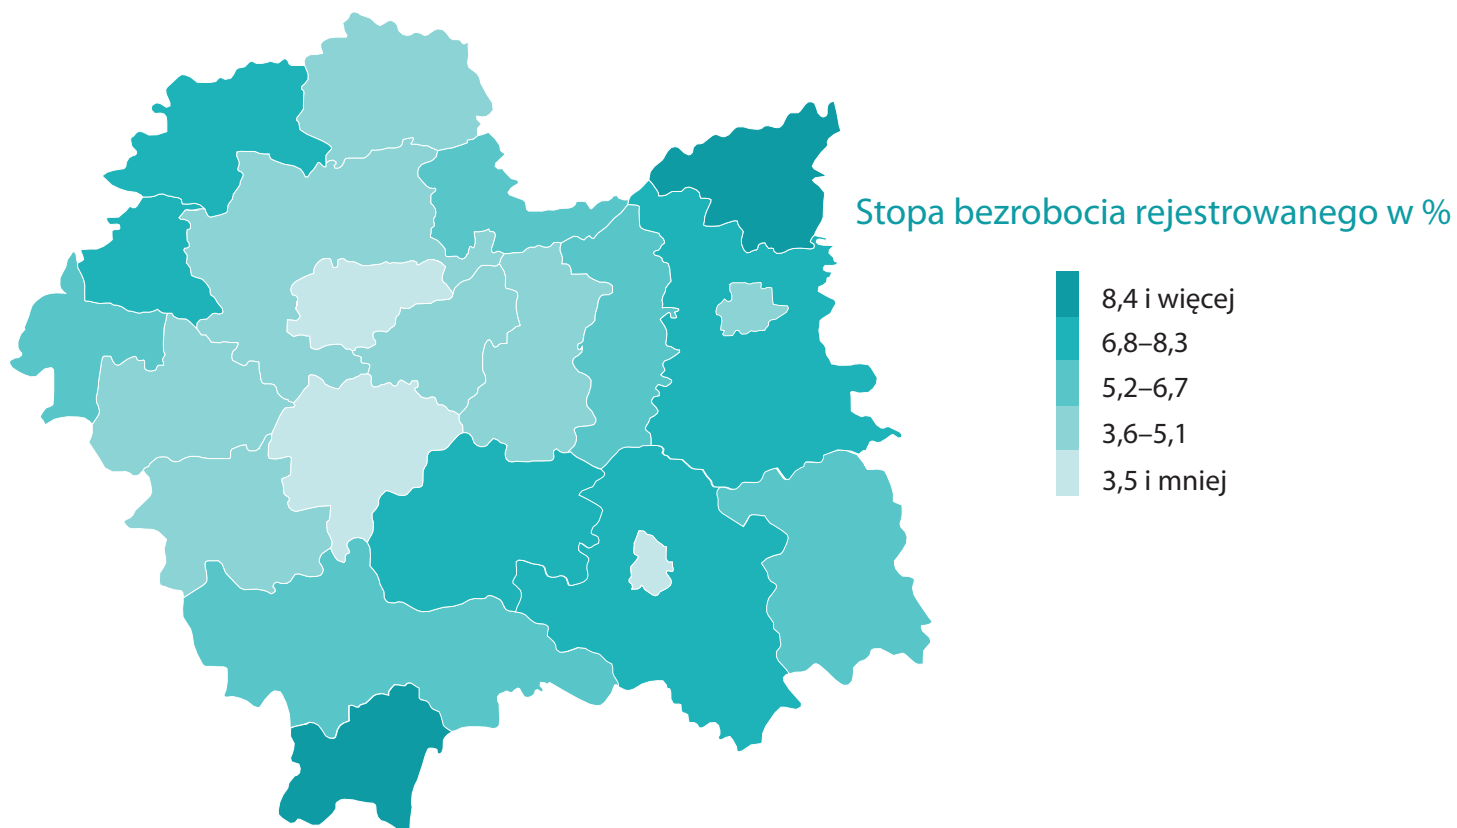 Stopa bezrobocia rejestrowanego w %
8,4 i więcej
6,8–8,3
5,2–6,7
3,6–5,1
3,5 i mniej